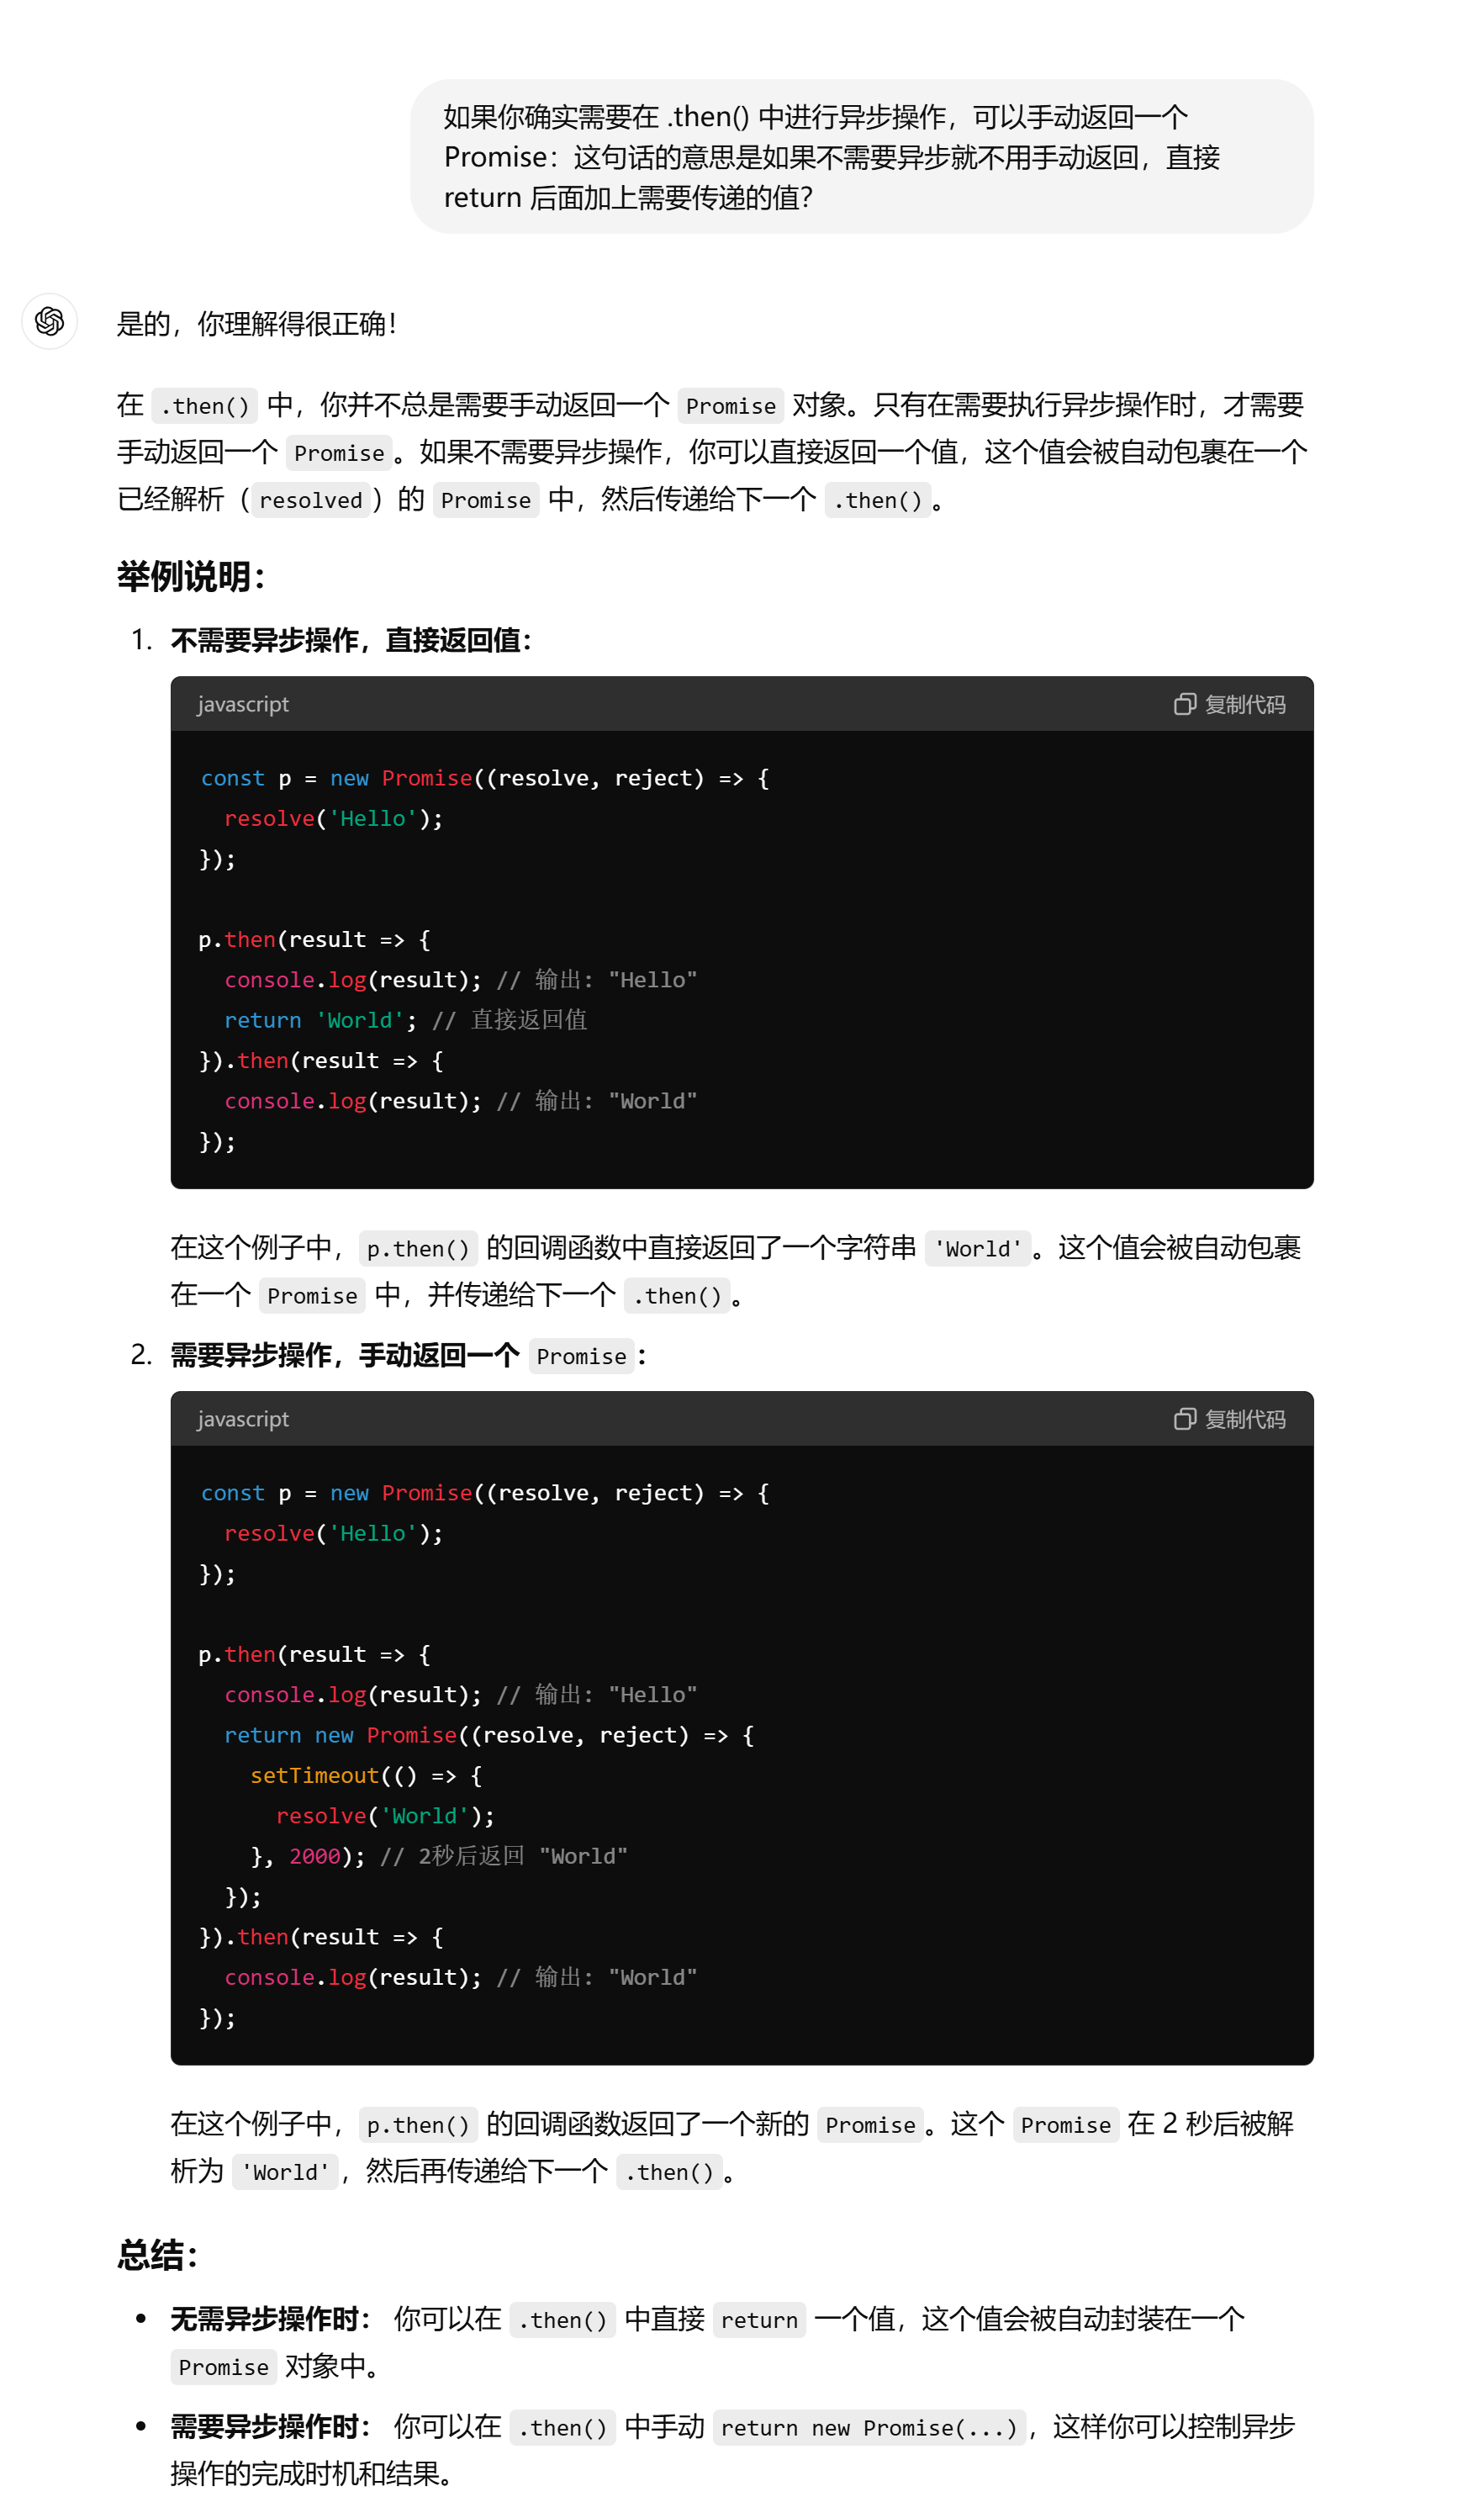 如果你确实需要在 .then() 中进行异步操作，可以手动返回一个
Promise：这句话的意思是如果不需要异步就不用手动返回，直接
return 后面加上需要传递的值？
是的，你理解得很正确！
在 .then() 中，你并不总是需要手动返回一个 Promise 对象。只有在需要执行异步操作时，才需要
手动返回一个 Promise。如果不需要异步操作，你可以直接返回一个值，这个值会被自动包裹在一个
已经解析（resolved）的 Promise 中，然后传递给下一个 .then()。
举例说明：
1. 不需要异步操作，直接返回值：
javascript 复制代码
const p = new Promise((resolve, reject) => {
  resolve('Hello');
});

p.then(result => {
  console.log(result); // 输出: "Hello"
  return 'World'; // 直接返回值
}).then(result => {
  console.log(result); // 输出: "World"
});
在这个例子中，p.then() 的回调函数中直接返回了一个字符串 'World'。这个值会被自动包裹
在一个 Promise 中，并传递给下一个 .then()。
2. 需要异步操作，手动返回一个 Promise：
javascript 复制代码
const p = new Promise((resolve, reject) => {
  resolve('Hello');
});

p.then(result => {
  console.log(result); // 输出: "Hello"
  return new Promise((resolve, reject) => {
    setTimeout(() => {
      resolve('World');
    }, 2000); // 2秒后返回 "World"
  });
}).then(result => {
  console.log(result); // 输出: "World"
});
在这个例子中，p.then() 的回调函数返回了一个新的 Promise。这个 Promise 在 2 秒后被解
析为 'World'，然后再传递给下一个 .then()。
总结：
• 无需异步操作时： 你可以在 .then() 中直接 return 一个值，这个值会被自动封装在一个
Promise 对象中。
• 需要异步操作时： 你可以在 .then() 中手动 return new Promise(...)，这样你可以控制异步
操作的完成时机和结果。